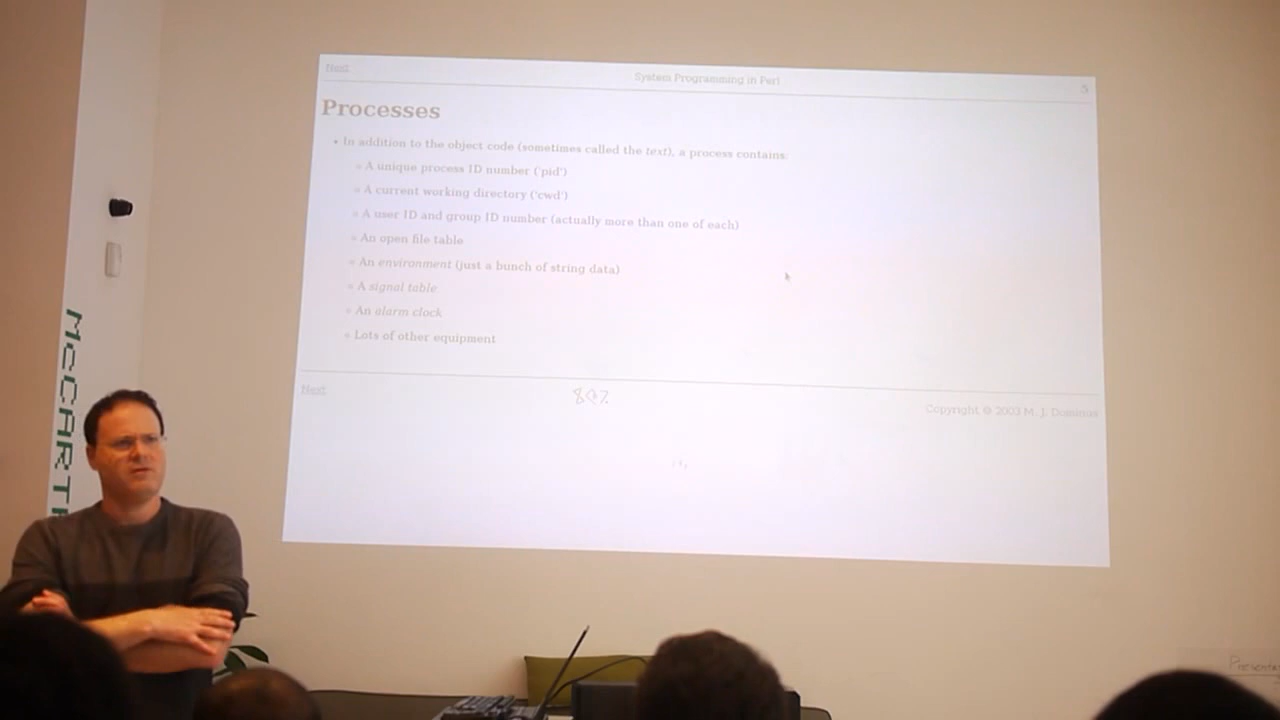 Next
System Programming in Perl
5
Processes
• In addition to the object code (sometimes called the text), a process contains:
A unique process ID number ('pid')
A current working directory ('cwd')
A user ID and group ID number (actually more than one of each)
An open file table
An environment (just a bunch of string data)
A signal table
An alarm clock
Lots of other equipment
Next
Copyright © 2003 M. J. Dominus
MCCART